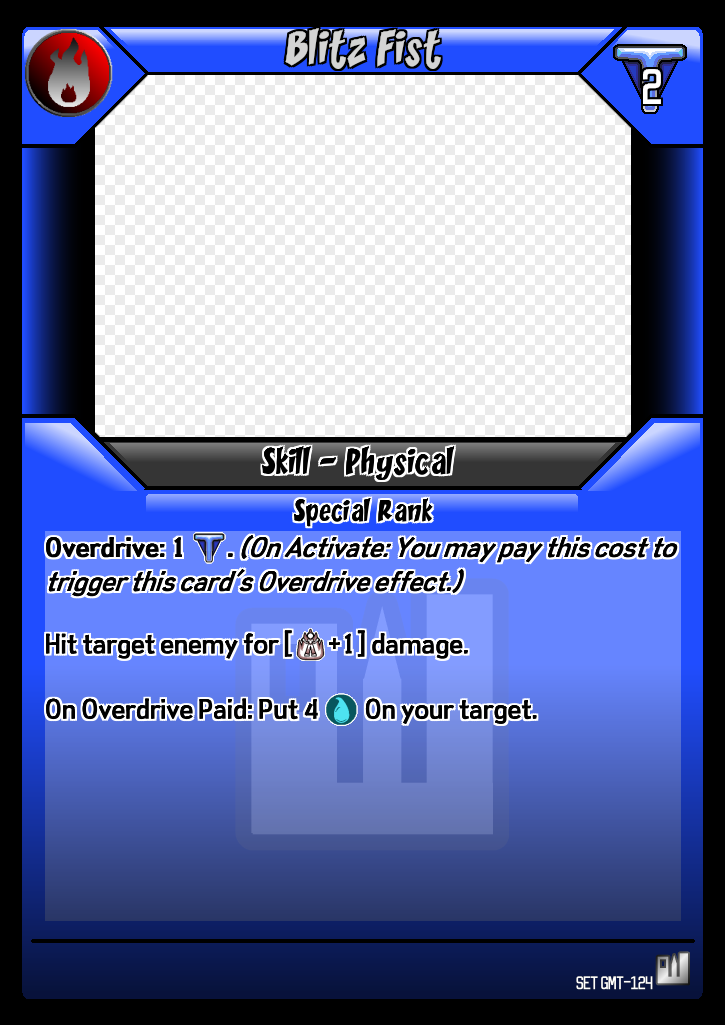 Blitz Fist
2
Skill - Physical
Special Rank
Overdrive: 1 . (On Activate: You may pay this cost to
trigger this card's Overdrive effect.)
Hit target enemy for [ +1] damage.
On Overdrive Paid: Put 4 On your target.
SET GMT-124